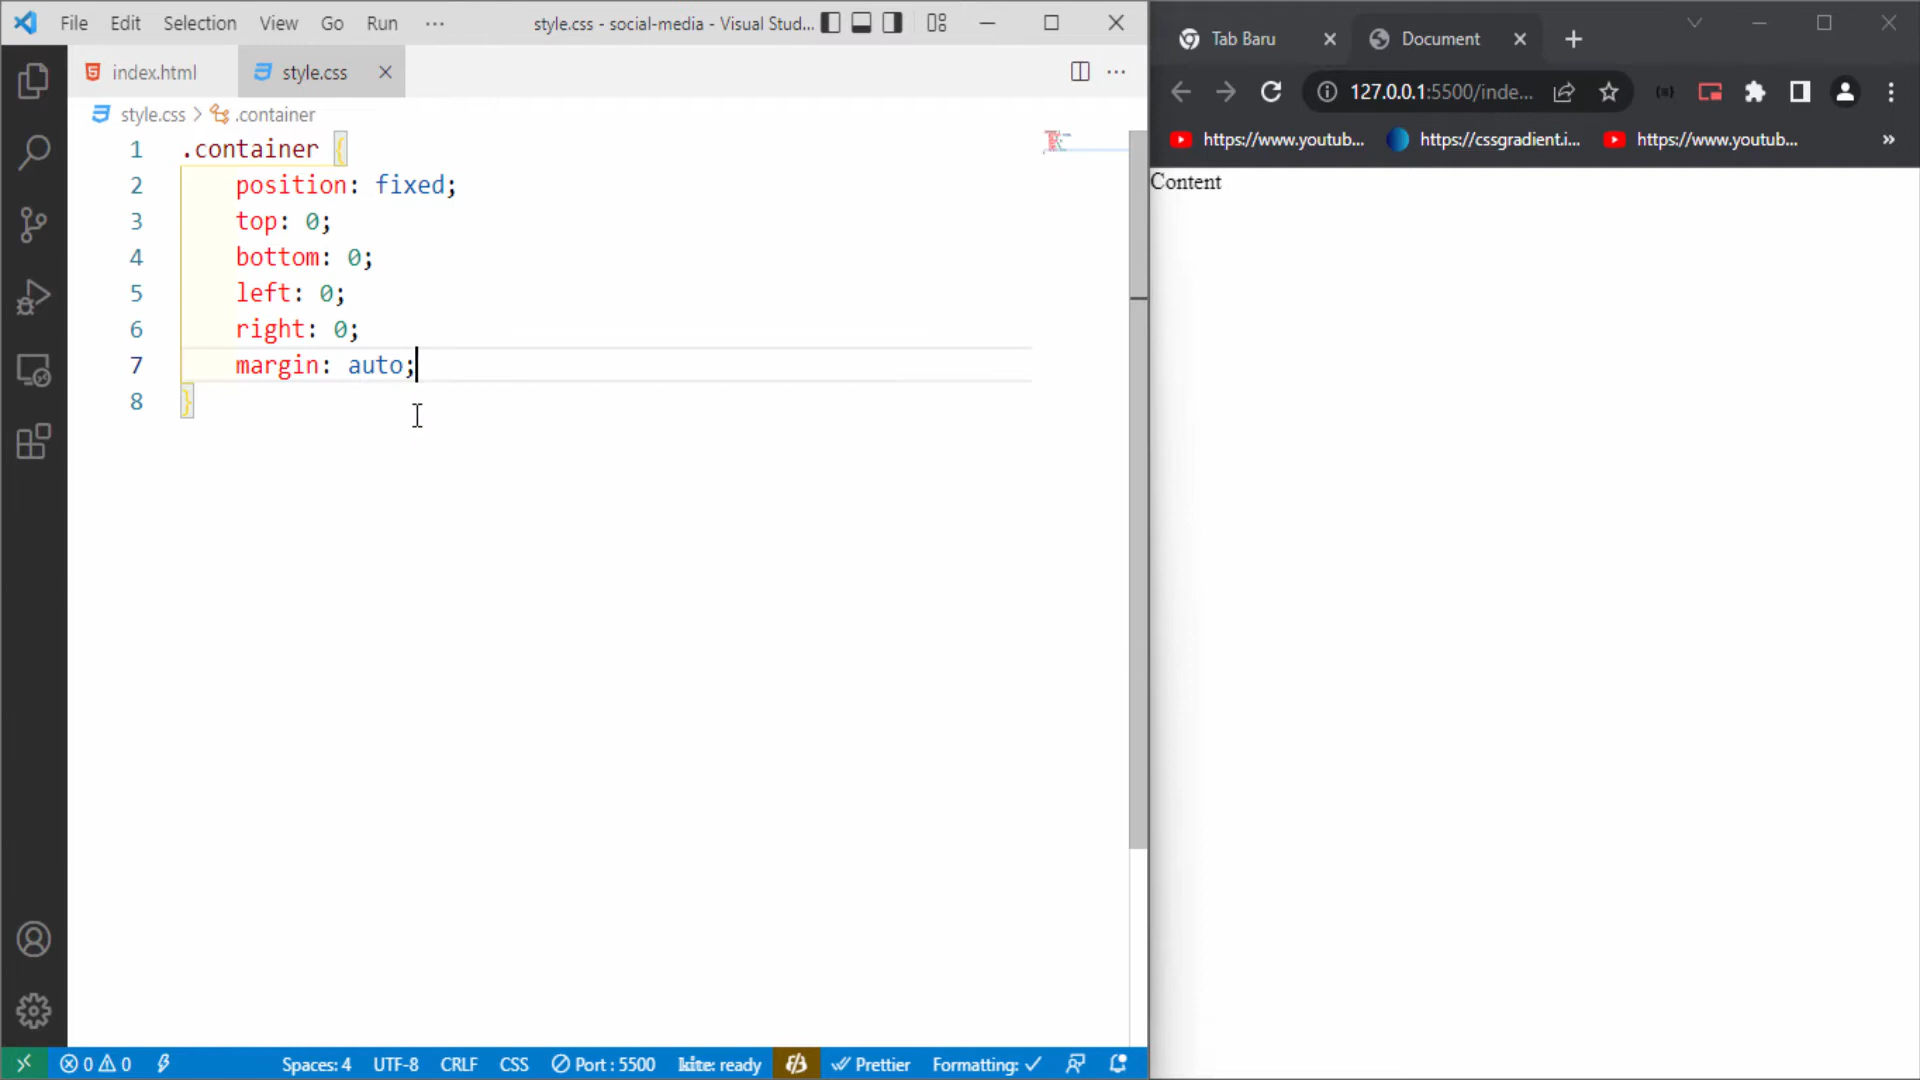 File Edit Selection View Go Run ··· style.css - social-media - Visual Stud...
index.html style.css
style.css > .container
1 .container {
2 position: fixed;
3 top: 0;
4 bottom: 0;
5 left: 0;
6 right: 0;
7 margin: auto;
8 }
0 0 Spaces: 4 UTF-8 CRLF CSS Port : 5500 kite: ready Prettier Formatting: ✓
Tab Baru Document
127.0.0.1:5500/inde...
https://www.youtub... https://cssgradient.i... https://www.youtub... »
Content